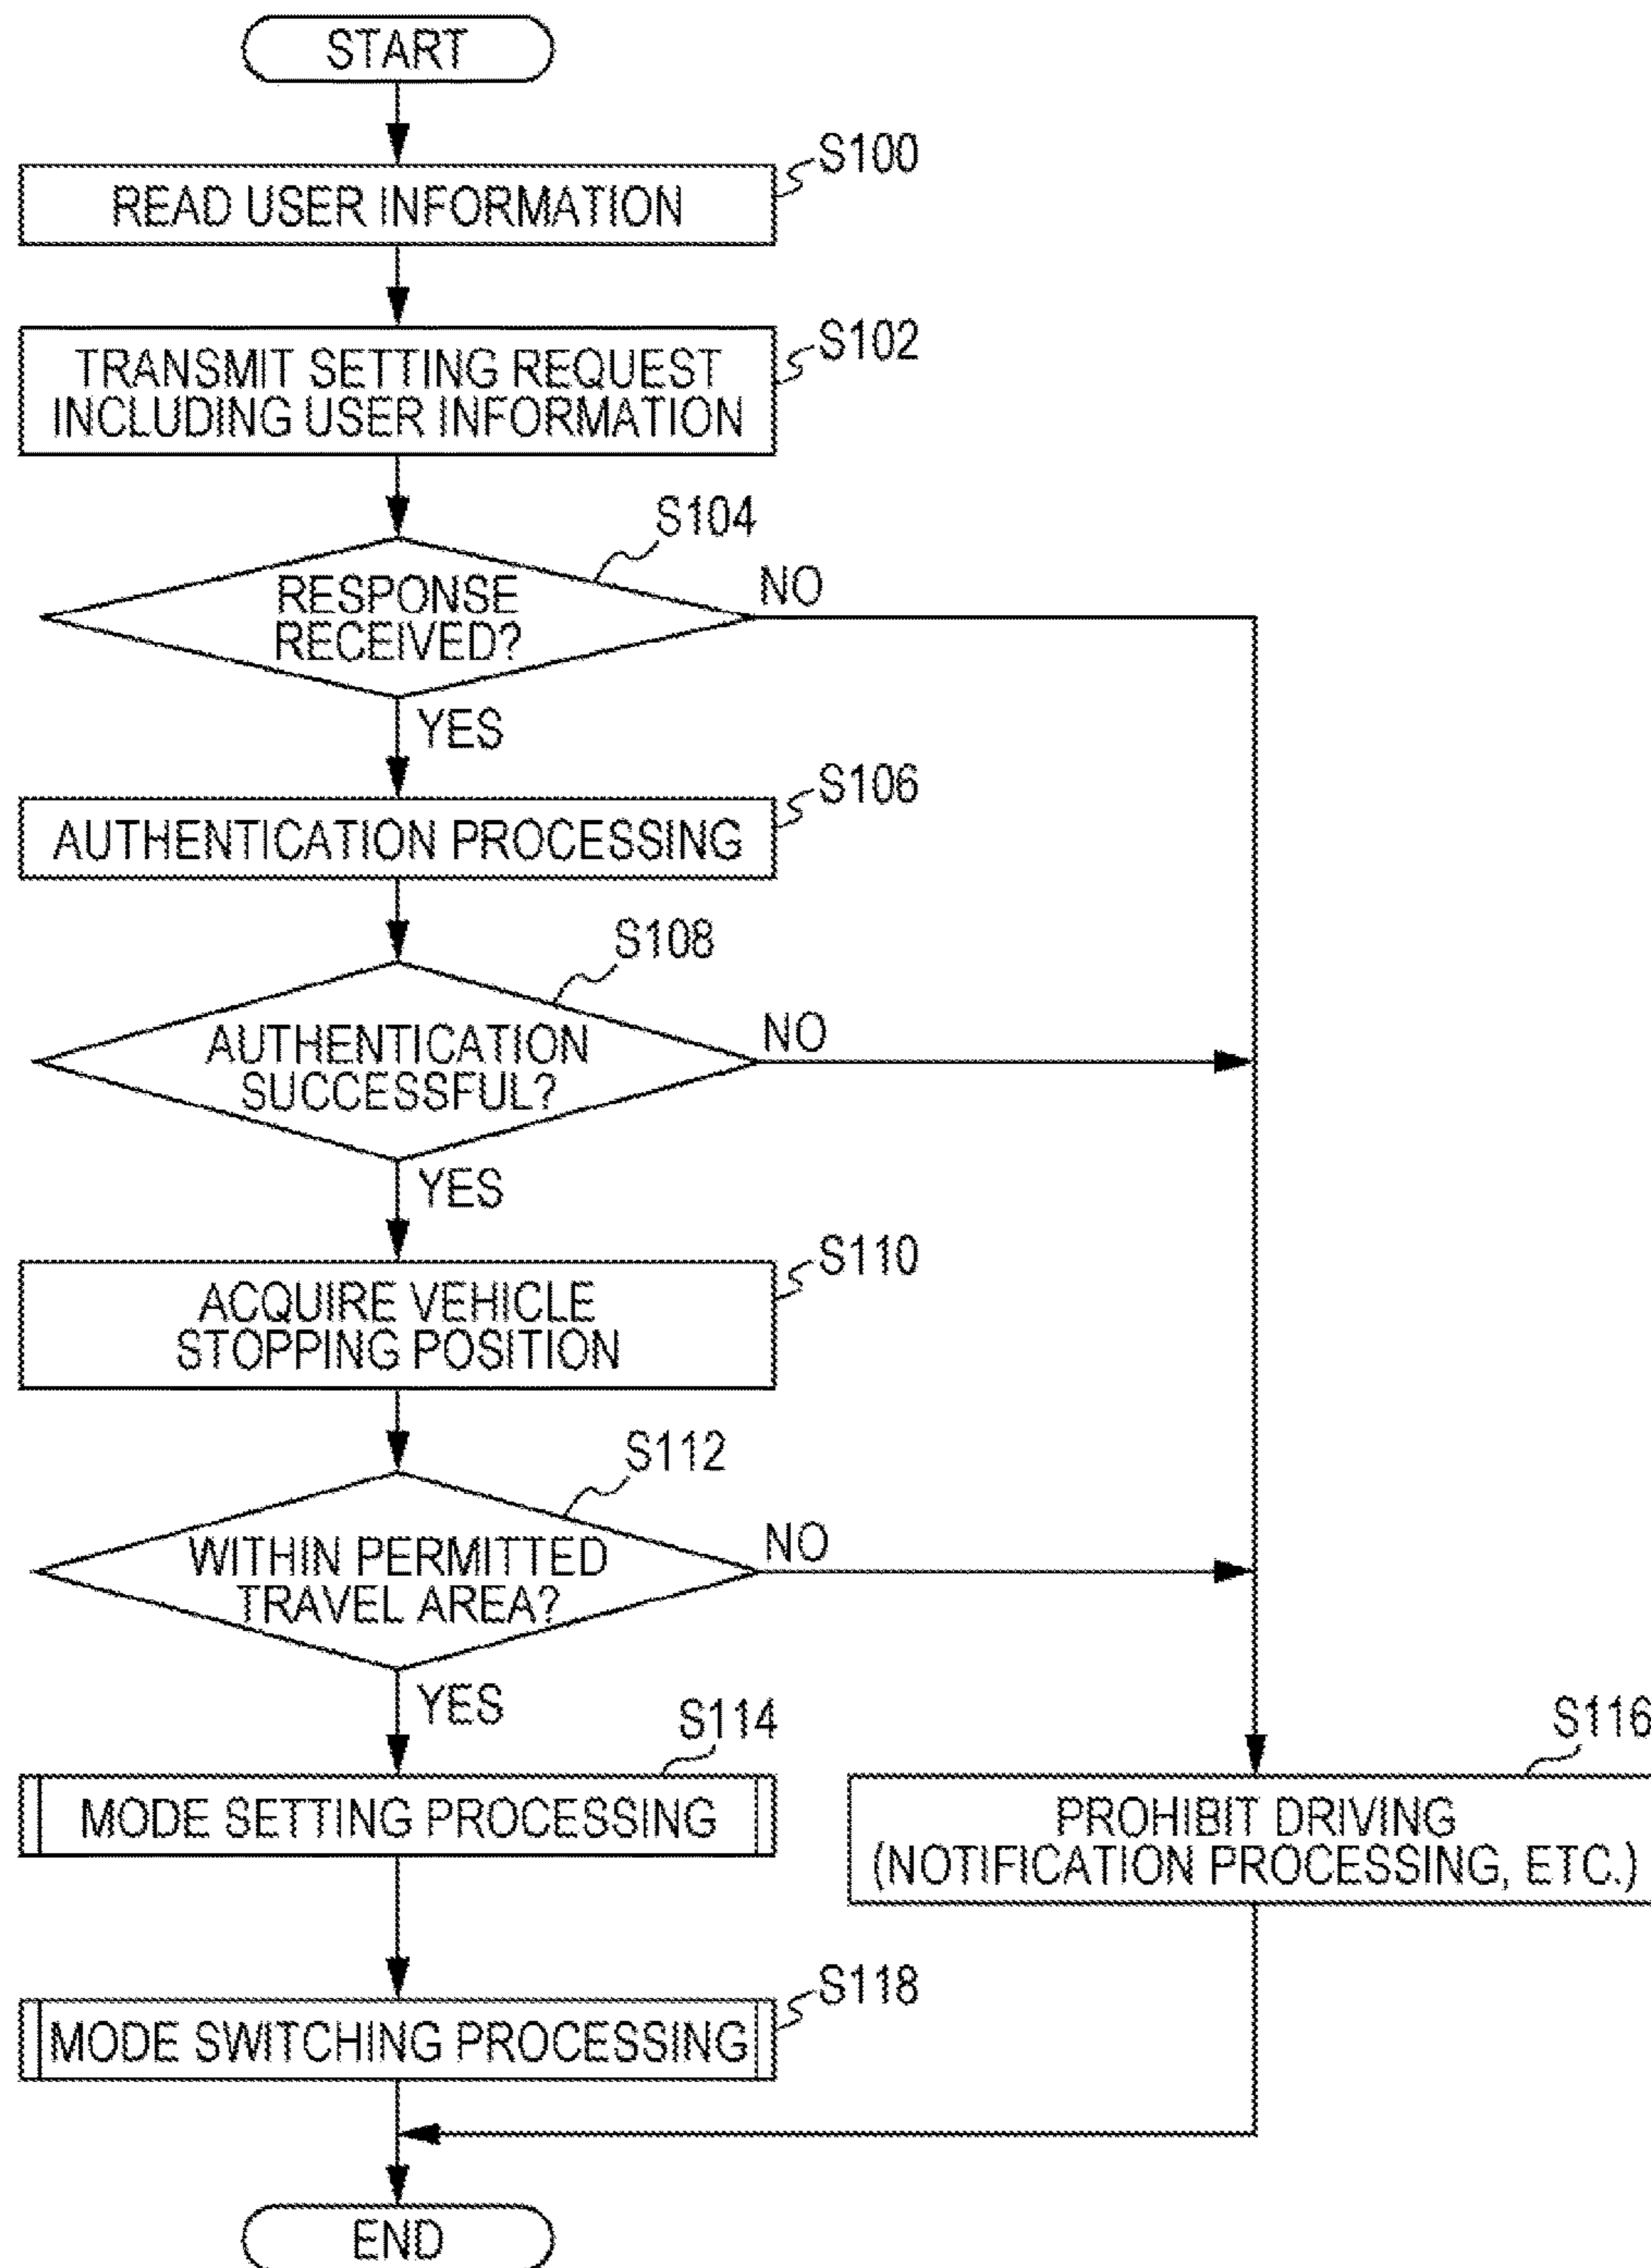 START
S100
READ USER INFORMATION
S102
TRANSMIT SETTING REQUEST
INCLUDING USER INFORMATION
S104
RESPONSE
RECEIVED?
NO
YES
S106
AUTHENTICATION PROCESSING
S108
AUTHENTICATION
SUCCESSFUL?
NO
YES
S110
ACQUIRE VEHICLE
STOPPING POSITION
S112
WITHIN PERMITTED
TRAVEL AREA?
NO
YES
S114
MODE SETTING PROCESSING
S116
PROHIBIT DRIVING
(NOTIFICATION PROCESSING, ETC.)
S118
MODE SWITCHING PROCESSING
END